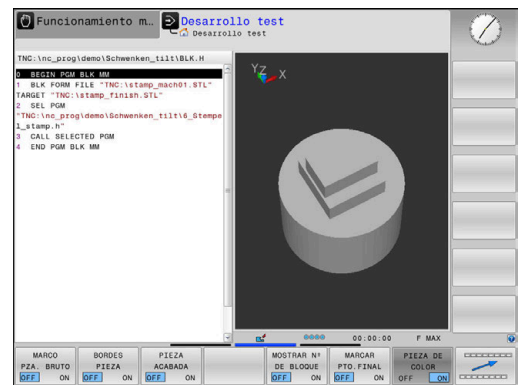 Funcionamiento m...
Desarrollo test
Desarrollo test
TNC:\nc_prog\demo\Schwenken_tilt\BLK.H
0 BEGIN PGM BLK MM
1 BLK FORM FILE "TNC:\stamp_mach01.STL"
TARGET "TNC:\stamp_finish.STL"
2 SEL PGM
"TNC:\nc_prog\demo\Schwenken_tilt\6_Stempe
l_stamp.h"
3 CALL SELECTED PGM
4 END PGM BLK MM
Y Z X
00:00:00 F MAX
MARCO
PZA. BRUTO
OFF ON
BORDES
PIEZA
OFF ON
PIEZA
ACABADA
OFF ON
MOSTRAR Nº
DE BLOQUE
OFF ON
MARCAR
PTO.FINAL
OFF ON
PIEZA DE
COLOR
OFF ON